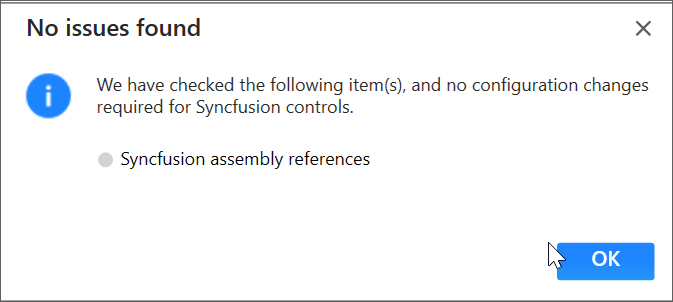 No issues found
We have checked the following item(s), and no configuration changes
required for Syncfusion controls.
Syncfusion assembly references
OK